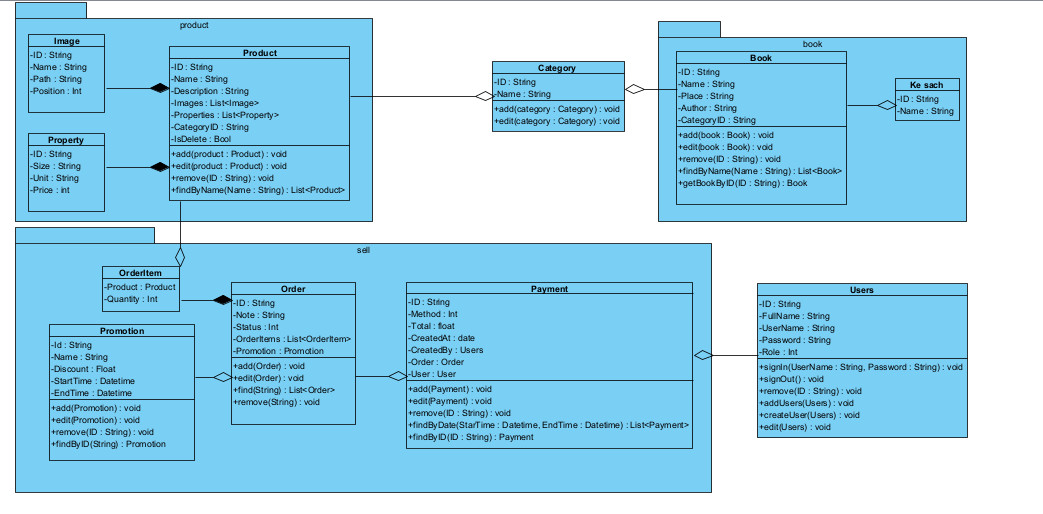 product
Image
-ID : String
-Name : String
-Path : String
-Position : Int
Property
-ID : String
-Size : String
-Unit : String
-Price : int
Product
-ID : String
-Name : String
-Description : String
-Images : List<Image>
-Properties : List<Property>
-CategoryID : String
-IsDelete : Bool
+add(product : Product) : void
+edit(product : Product) : void
+remove(ID : String) : void
+findByName(Name : String) : List<Product>
Category
-ID : String
-Name : String
+add(category : Category) : void
+edit(category : Category) : void
book
Book
-ID : String
-Name : String
-Place : String
-Author : String
-CategoryID : String
+add(book : Book) : void
+edit(book : Book) : void
+remove(ID : String) : void
+findByName(Name : String) : List<Book>
+getBookByID(ID : String) : Book
Ke sach
-ID : String
-Name : String
sell
OrderItem
-Product : Product
-Quantity : Int
Promotion
-Id : String
-Name : String
-Discount : Float
-StartTime : Datetime
-EndTime : Datetime
+add(Promotion) : void
+edit(Promotion) : void
+remove(ID : String) : void
+findByID(String) : Promotion
Order
-ID : String
-Note : String
-Status : Int
-OrderItems : List<OrderItem>
-Promotion : Promotion
+add(Order) : void
+edit(Order) : void
+find(String) : List<Order>
+remove(String) : void
Payment
-ID : String
-Method : Int
-Total : float
-CreatedAt : date
-CreatedBy : Users
-Order : Order
-User : User
+add(Payment) : void
+edit(Payment) : void
+remove(ID : String) : void
+findByDate(StarTime : Datetime, EndTime : Datetime) : List<Payment>
+findByID(ID : String) : Payment
Users
-ID : String
-FullName : String
-UserName : String
-Password : String
-Role : Int
+signIn(UserName : String, Password : String) : void
+signOut() : void
+remove(ID : String) : void
+addUsers(Users) : void
+createUser(Users) : void
+edit(Users) : void